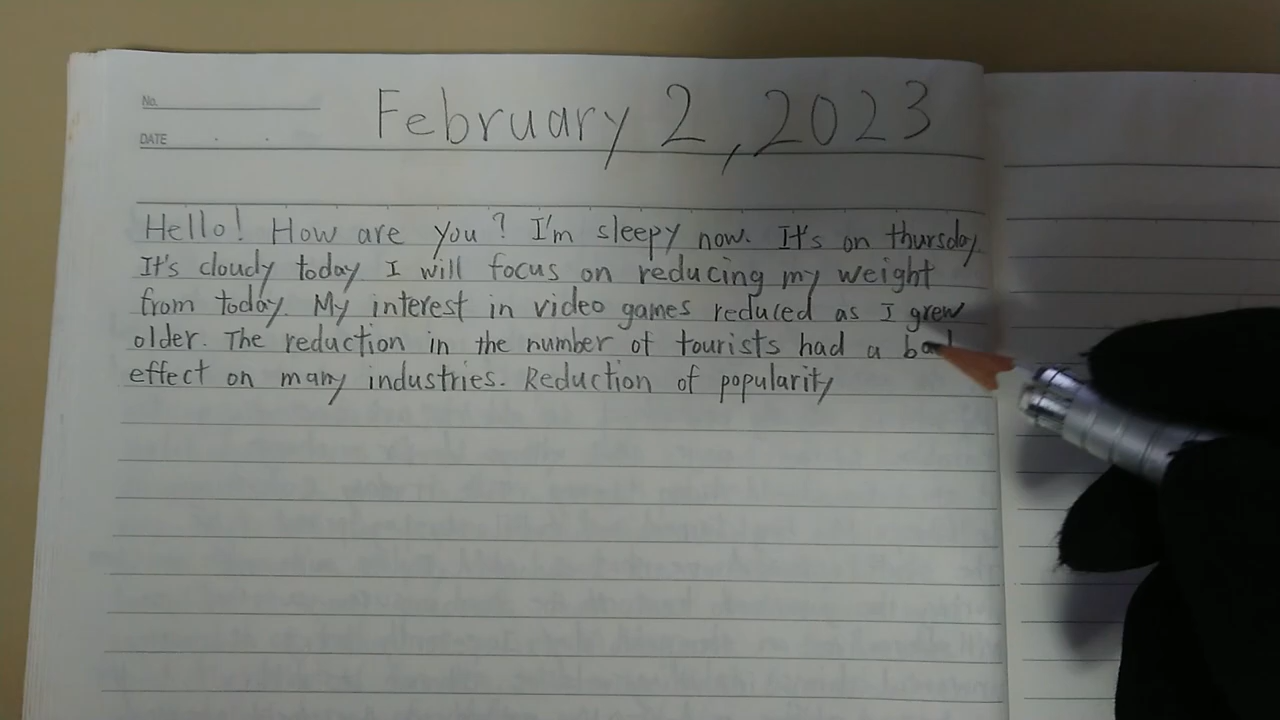 No.
DATE . .
February 2, 2023
Hello! How are you? I'm sleepy now. It's on thursday.
It's cloudy today I will focus on reducing my weight
from today. My interest in video games reduced as I grew
older. The reduction in the number of tourists had a
effect on many industries. Reduction of popularity